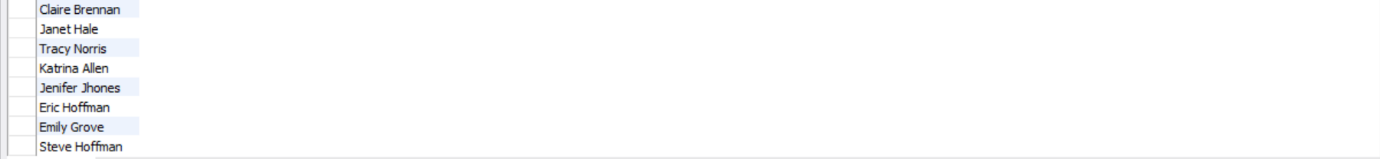 Claire Brennan
Janet Hale
Tracy Norris
Katrina Allen
Jenifer Jhones
Eric Hoffman
Emily Grove
Steve Hoffman